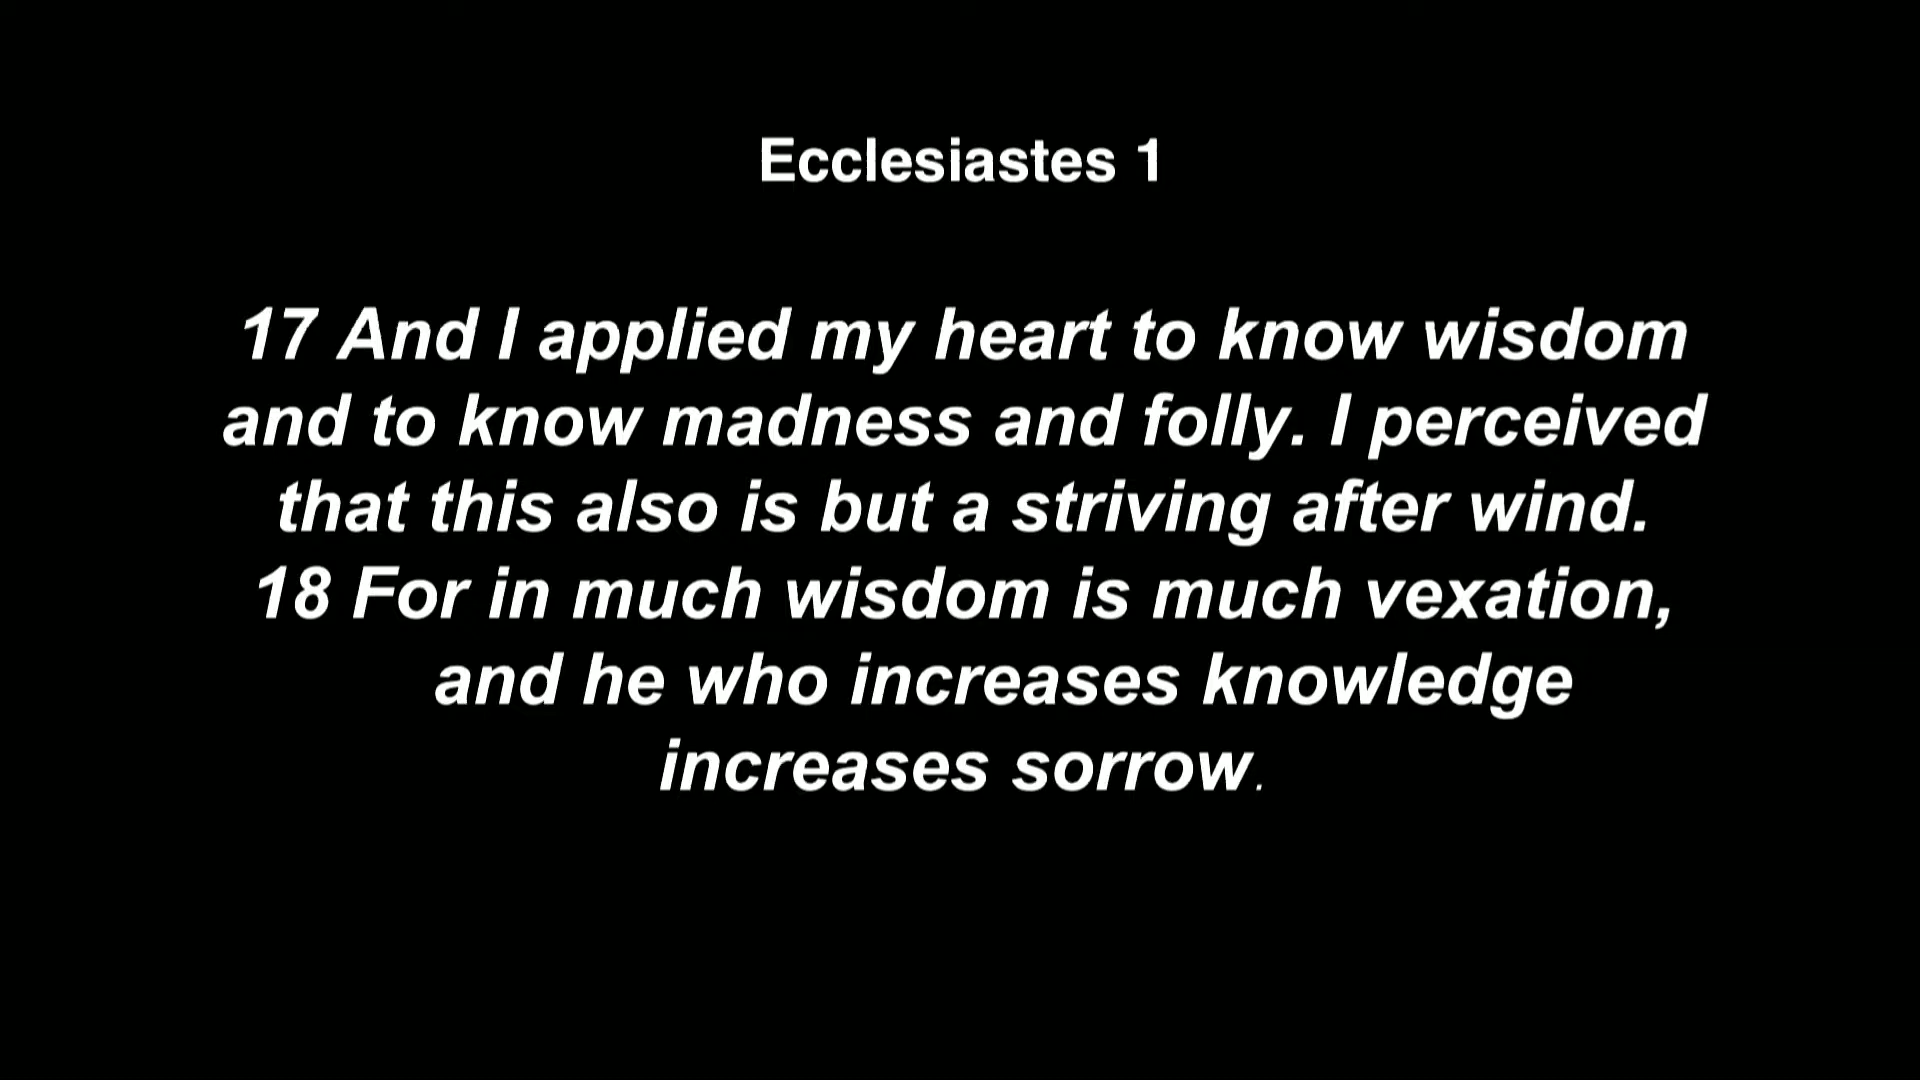 Ecclesiastes 1
17 And I applied my heart to know wisdom
and to know madness and folly. I perceived
that this also is but a striving after wind.
18 For in much wisdom is much vexation,
and he who increases knowledge
increases sorrow.